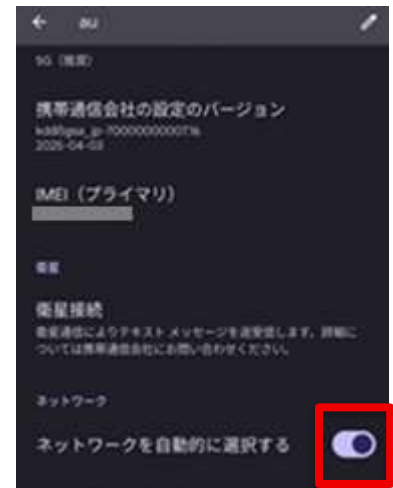 au
5G（推奨）
携帯通信会社の設定のバージョン
2025-04-03
IMEI（プライマリ）
衛星
衛星接続
衛星通信によりテキスト メッセージを送受信します。詳細に
ついては携帯通信会社にお問い合わせください。
ネットワーク
ネットワークを自動的に選択する